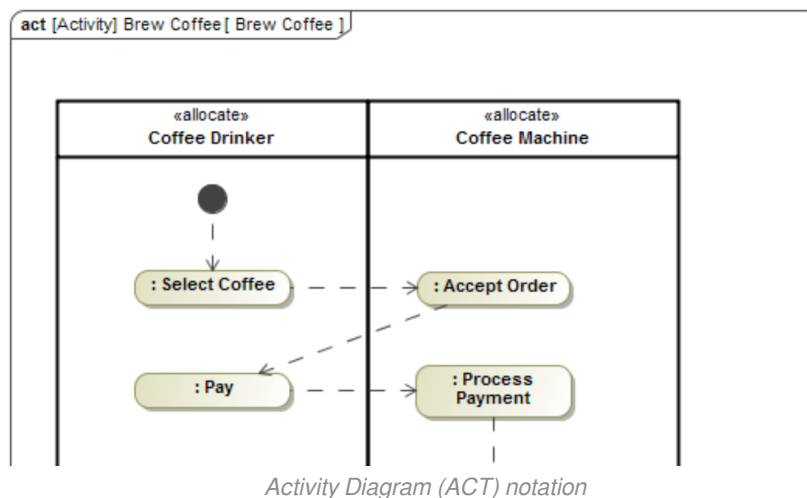 act [Activity] Brew Coffee[ Brew Coffee ]
«allocate»
Coffee Drinker
«allocate»
Coffee Machine
: Select Coffee
: Accept Order
: Pay
: Process
Payment
Activity Diagram (ACT) notation